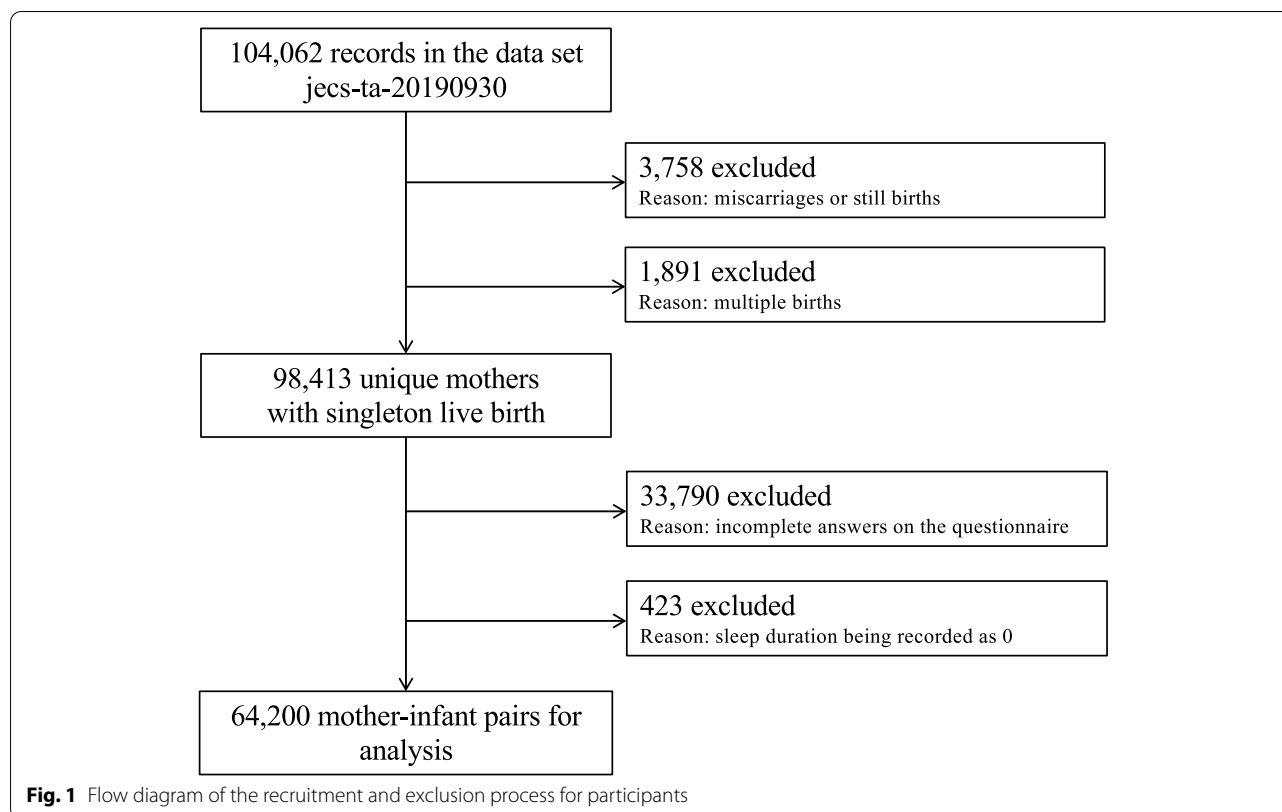 104,062 records in the data set
jecs-ta-20190930
3,758 excluded
Reason: miscarriages or still births
1,891 excluded
Reason: multiple births
98,413 unique mothers
with singleton live birth
33,790 excluded
Reason: incomplete answers on the questionnaire
423 excluded
Reason: sleep duration being recorded as 0
64,200 mother-infant pairs for
analysis
Fig. 1 Flow diagram of the recruitment and exclusion process for participants